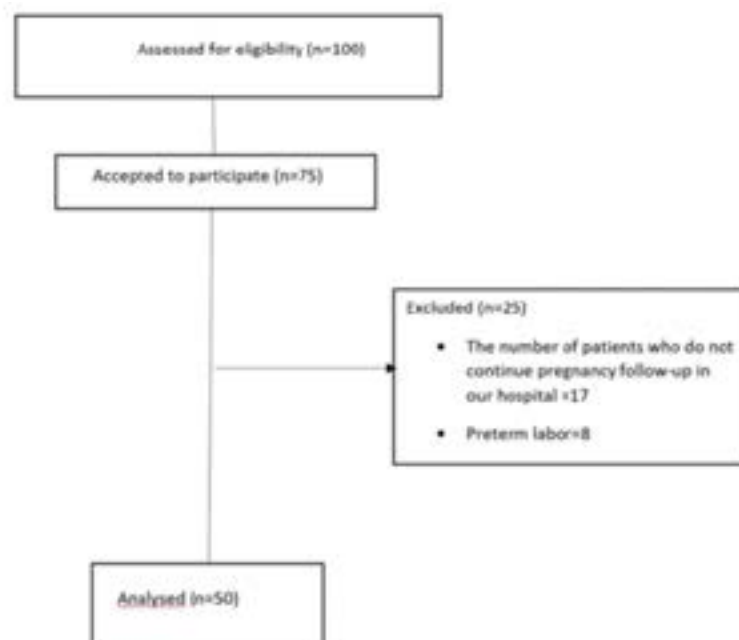 Assessed for eligibility (n=100)
Accepted to participate (n=75)
Excluded (n=25)
• The number of patients who do not
continue pregnancy follow-up in
our hospital =17
• Preterm labor=8
Analysed (n=50)